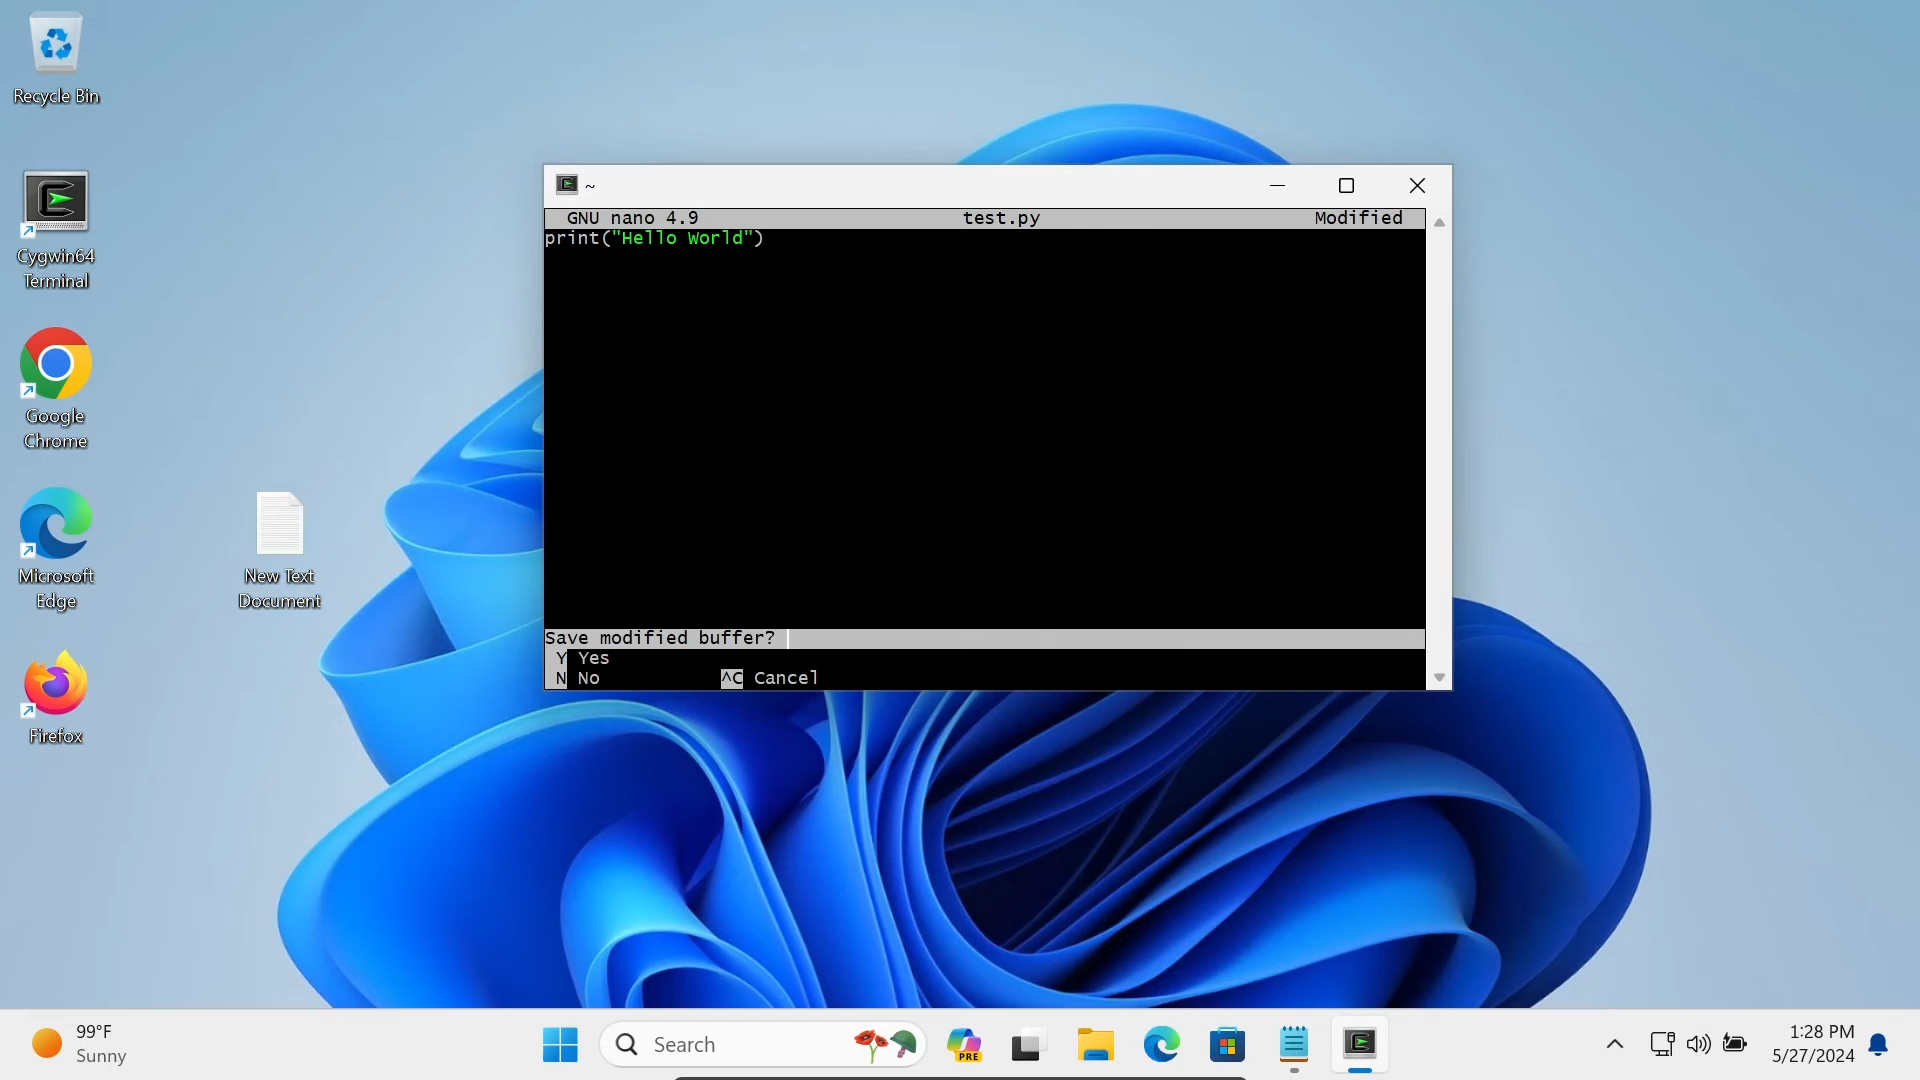 Recycle Bin
Cygwin64
Terminal
Google
Chrome
Microsoft
Edge
New Text
Document
Firefox
~
GNU nano 4.9 test.py Modified
print("Hello World")
Save modified buffer?
Y Yes
N No ^C Cancel
99°F
Sunny
Search
PRE
1:28 PM
5/27/2024